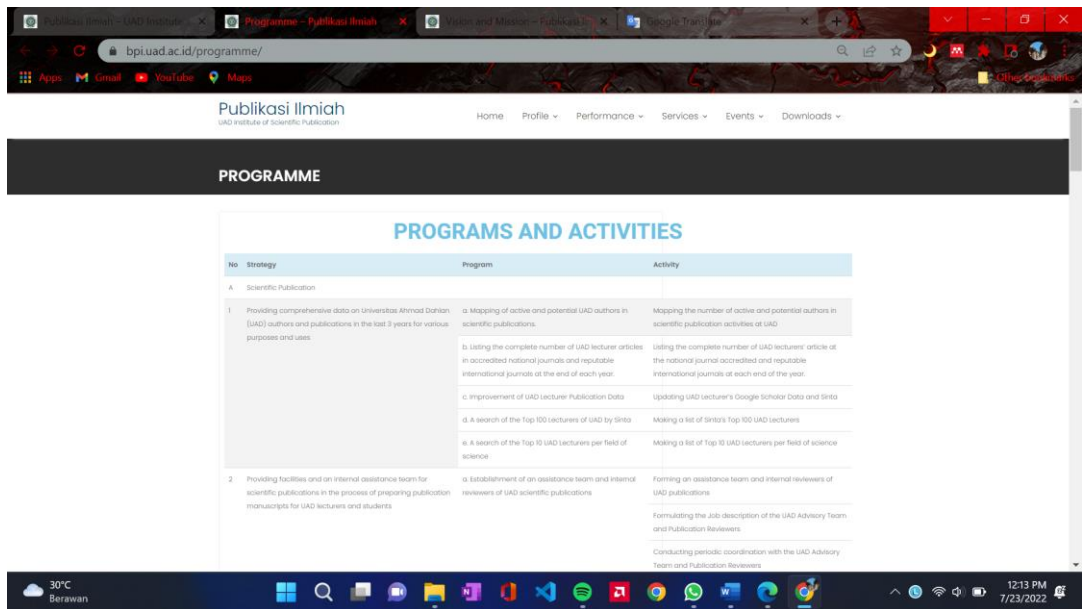 Publikasi Ilmiah – UAD Institute
Programme – Publikasi Ilmiah
Vision and Mission – Publikasi Ilmi
Google Translate
bpi.uad.ac.id/programme/
Apps
Gmail
YouTube
Maps
Other bookmarks
Publikasi Ilmiah
UAD Institute of Scientific Publication
Home Profile Performance Services Events Downloads
PROGRAMME
PROGRAMS AND ACTIVITIES
No Strategy Program Activity
A Scientific Publication
1 Providing comprehensive data on Universitas Ahmad Dahlan
(UAD) authors and publications in the last 3 years for various
purposes and uses
a. Mapping of active and potential UAD authors in
scientific publications.
Mapping the number of active and potential authors in
scientific publication activities at UAD
b. Listing the complete number of UAD lecturer articles
in accredited national journals and reputable
international journals at the end of each year.
Listing the complete number of UAD lecturers' article at
the national journal accredited and reputable
international journals at each end of the year.
c. Improvement of UAD Lecturer Publication Data
Updating UAD Lecturer's Google Scholar Data and Sinta
d. A search of the Top 100 Lecturers of UAD by Sinta
Making a list of Sinta's Top 100 UAD Lecturers
e. A search of the Top 10 UAD Lecturers per field of
science
Making a list of Top 10 UAD Lecturers per field of science
2 Providing facilities and an internal assistance team for
scientific publications in the process of preparing publication
manuscripts for UAD lecturers and students
a. Establishment of an assistance team and internal
reviewers of UAD scientific publications
Forming an assistance team and internal reviewers of
UAD publications
Formulating the Job description of the UAD Advisory Team
and Publication Reviewers
Conducting periodic coordination with the UAD Advisory
Team and Publication Reviewers
30°C
Berawan
12:13 PM
7/23/2022